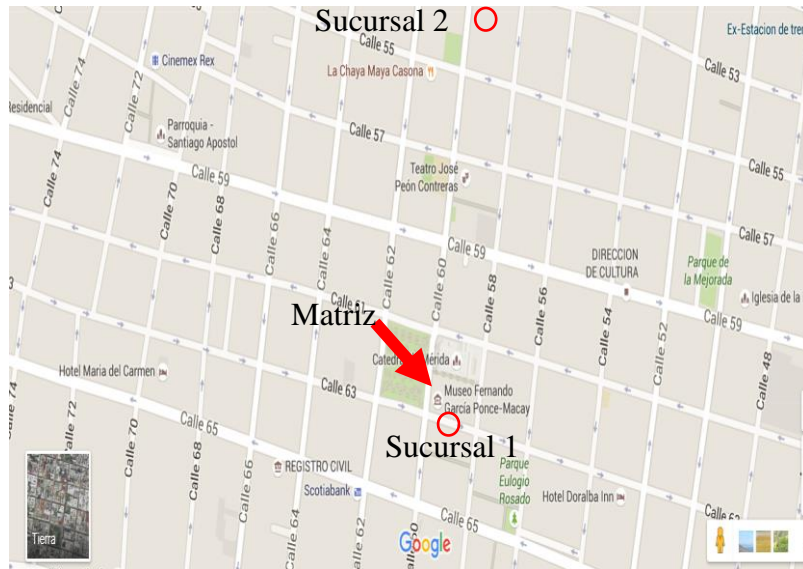 Sucursal 2
Calle 55
Ex-Estacion de tren
Cinemex Rex
Calle 72
Calle 74
La Chaya Maya Casona
Calle 53
Residencial
Parroquia -
Santiago Apostol
Calle 57
Calle 59
Calle 74
Calle 70
Calle 68
Teatro José
Peón Contreras
Calle 55
Calle 66
Calle 64
Calle 62
Calle 60
Calle 59
Calle 58
Calle 57
DIRECCION
DE CULTURA
Parque de
la Mejorada
Iglesia de la
Calle 56
Calle 54
Calle 52
Calle 59
Calle 48
3
Calle 61
Matriz
Hotel Maria del Carmen
Calle 63
Museo Fernando
García Ponce-Macay
Calle 72
Calle 70
Calle 65
Sucursal 1
Calle 66
REGISTRO CIVIL
Scotiabank
Parque
Eulogio
Rosado
Hotel Doralba Inn
Calle 64
Calle 62
Calle 60
Calle 65
Tierra
Google